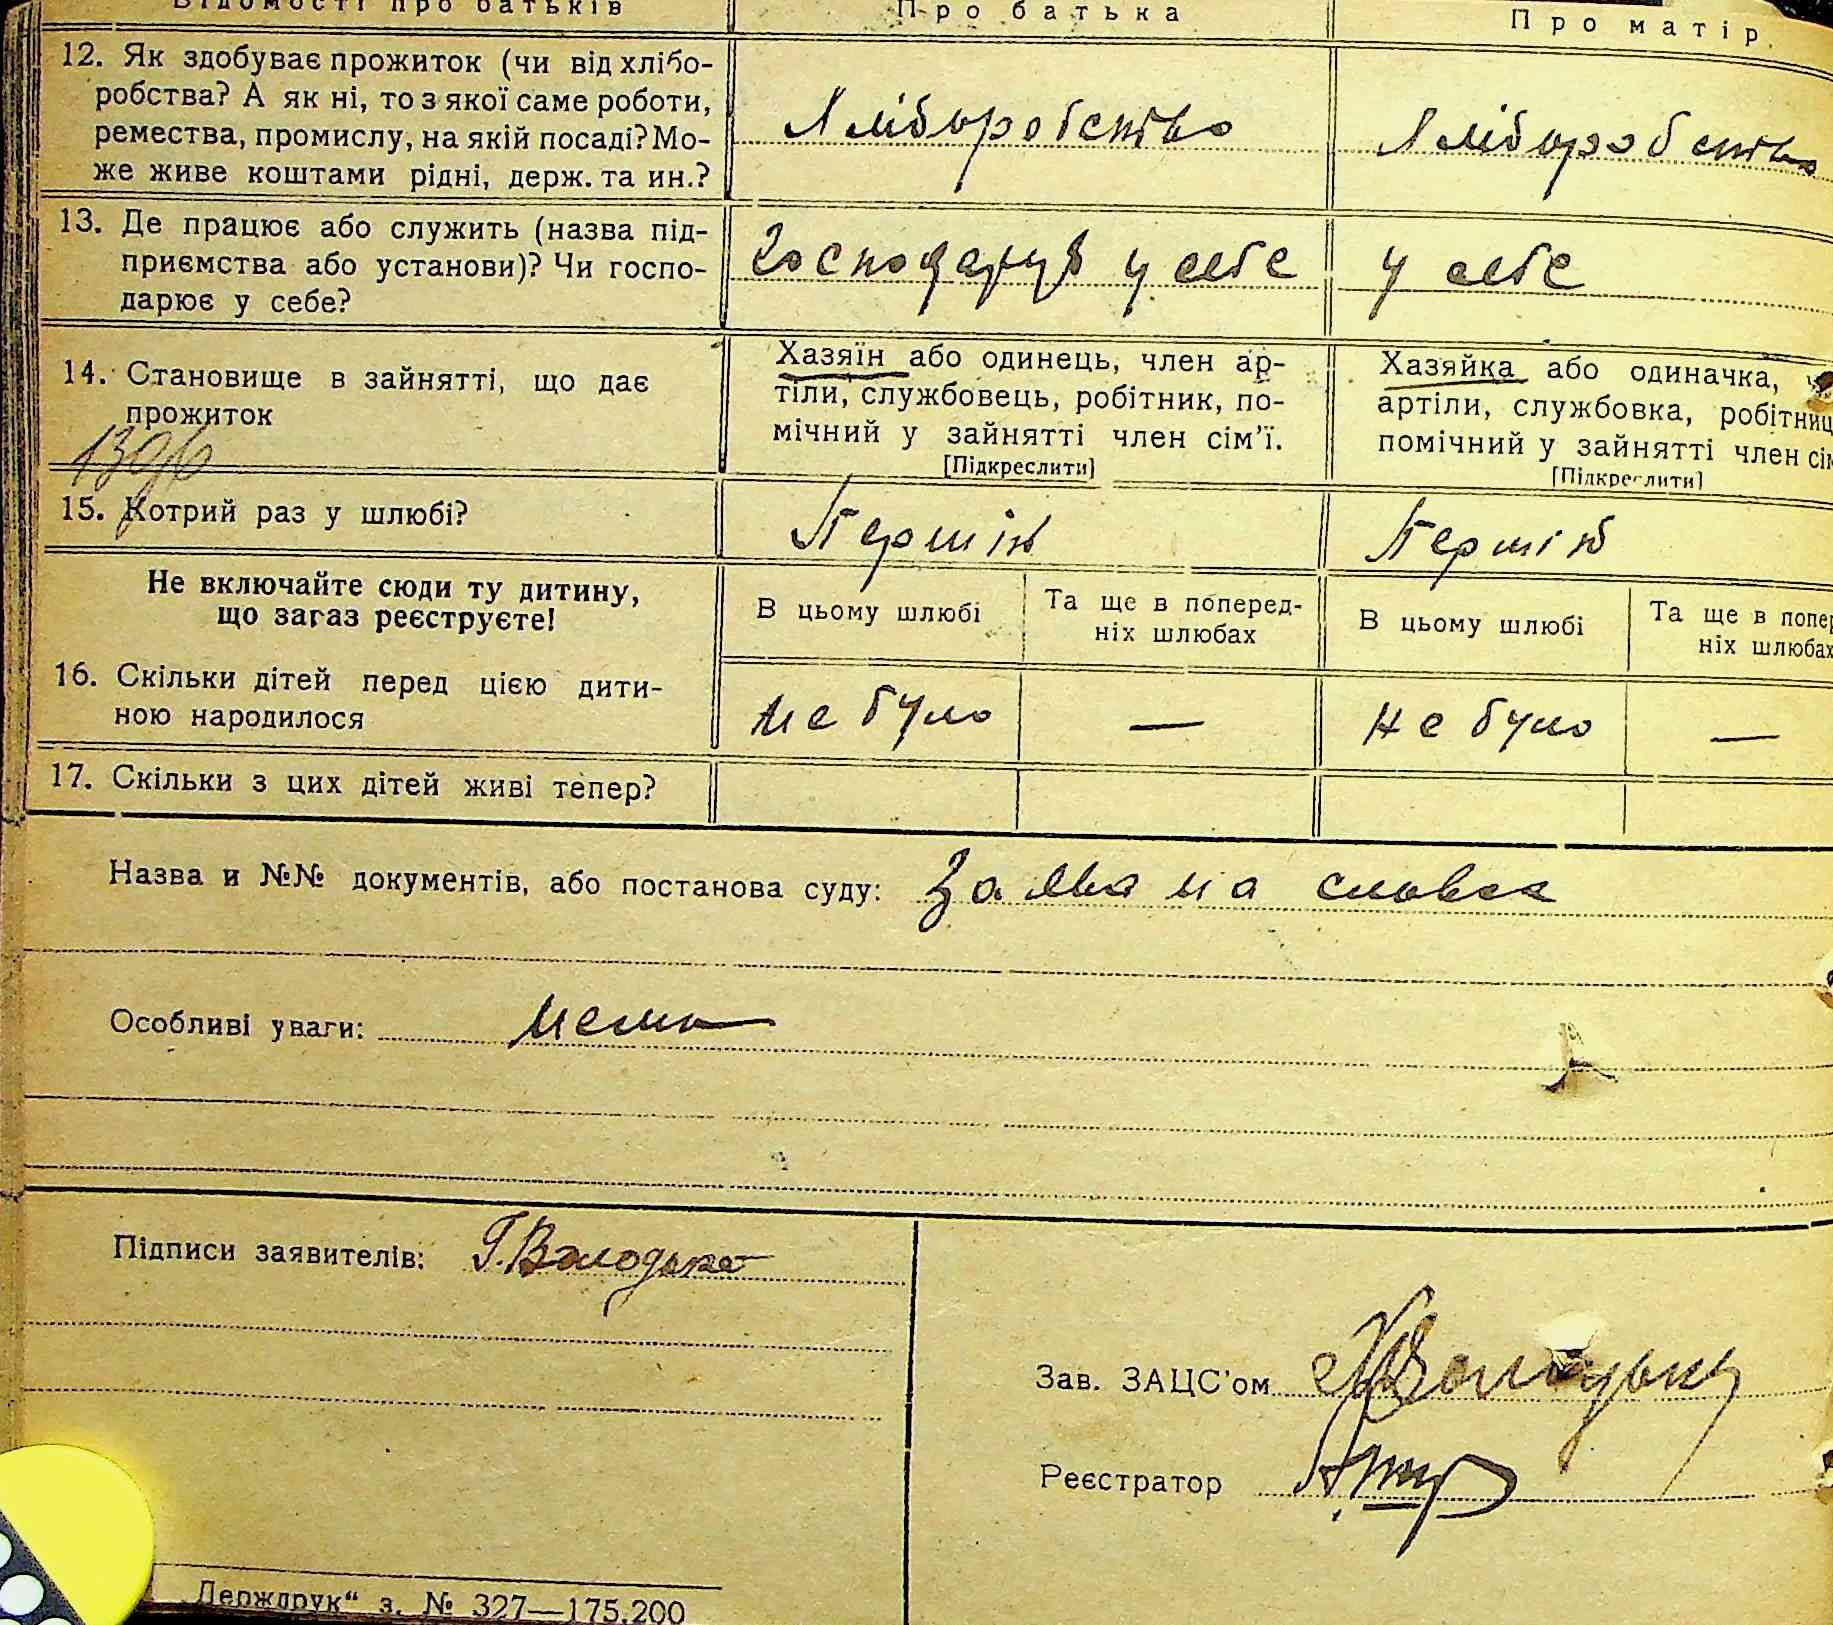 Відомості про батьків
Про батька
Про матір
12. Як здобуває прожиток (чи від хлібо-
робства? А як ні, то з якої саме роботи,
ремества, промислу, на якій посаді? Мо-
же живе коштами рідні, держ. та ин.?
Хліборобство
Хліборобство
13. Де працює або служить (назва під-
приємства або установи)? Чи госпо-
дарює у себе?
Господарує у себе
у себе
14. Становище в зайнятті, що дає
прожиток
Хазяїн або одинець, член ар-
тіли, службовець, робітник, по-
мічний у зайнятті член сім'ї.
[Підкреслити]
Хазяйка або одиначка,
артіли, службовка, робітниц
помічний у зайнятті член сім
[Підкреслити]
15. Котрий раз у шлюбі?
Перший
Перший
Не включайте сюди ту дитину,
що зараз реєструєте!
В цьому шлюбі
Та ще в поперед-
ніх шлюбах
В цьому шлюбі
Та ще в попер
ніх шлюбах
16. Скільки дітей перед цією дити-
ною народилося
не було
—
не було
—
17. Скільки з цих дітей живі тепер?
Назва и №№ документів, або постанова суду: Заява на словах
Особливі уваги: нема
Підписи заявителів: Г. Володько
Зав. ЗАЦС'ом
Реєстратор
„Держдрук“ з. № 327—175.200